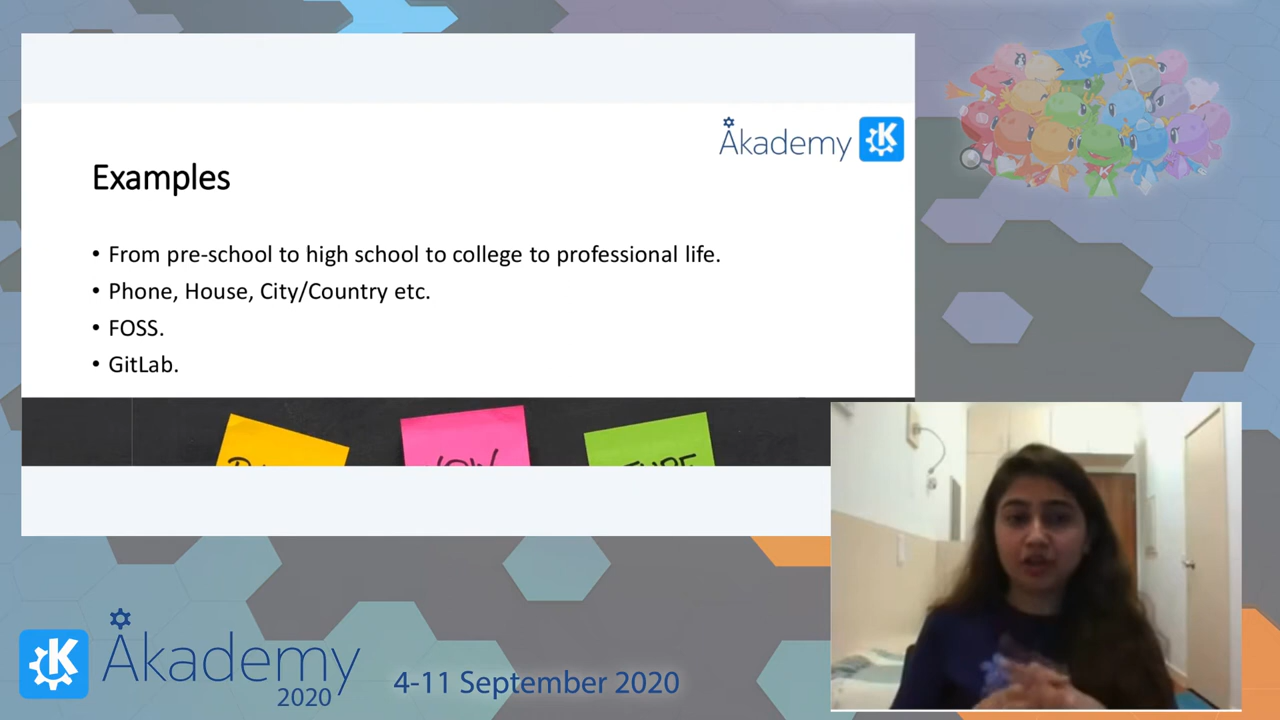 Akademy
Examples
• From pre-school to high school to college to professional life.
• Phone, House, City/Country etc.
• FOSS.
• GitLab.
NOW
Akademy
2020
4-11 September 2020